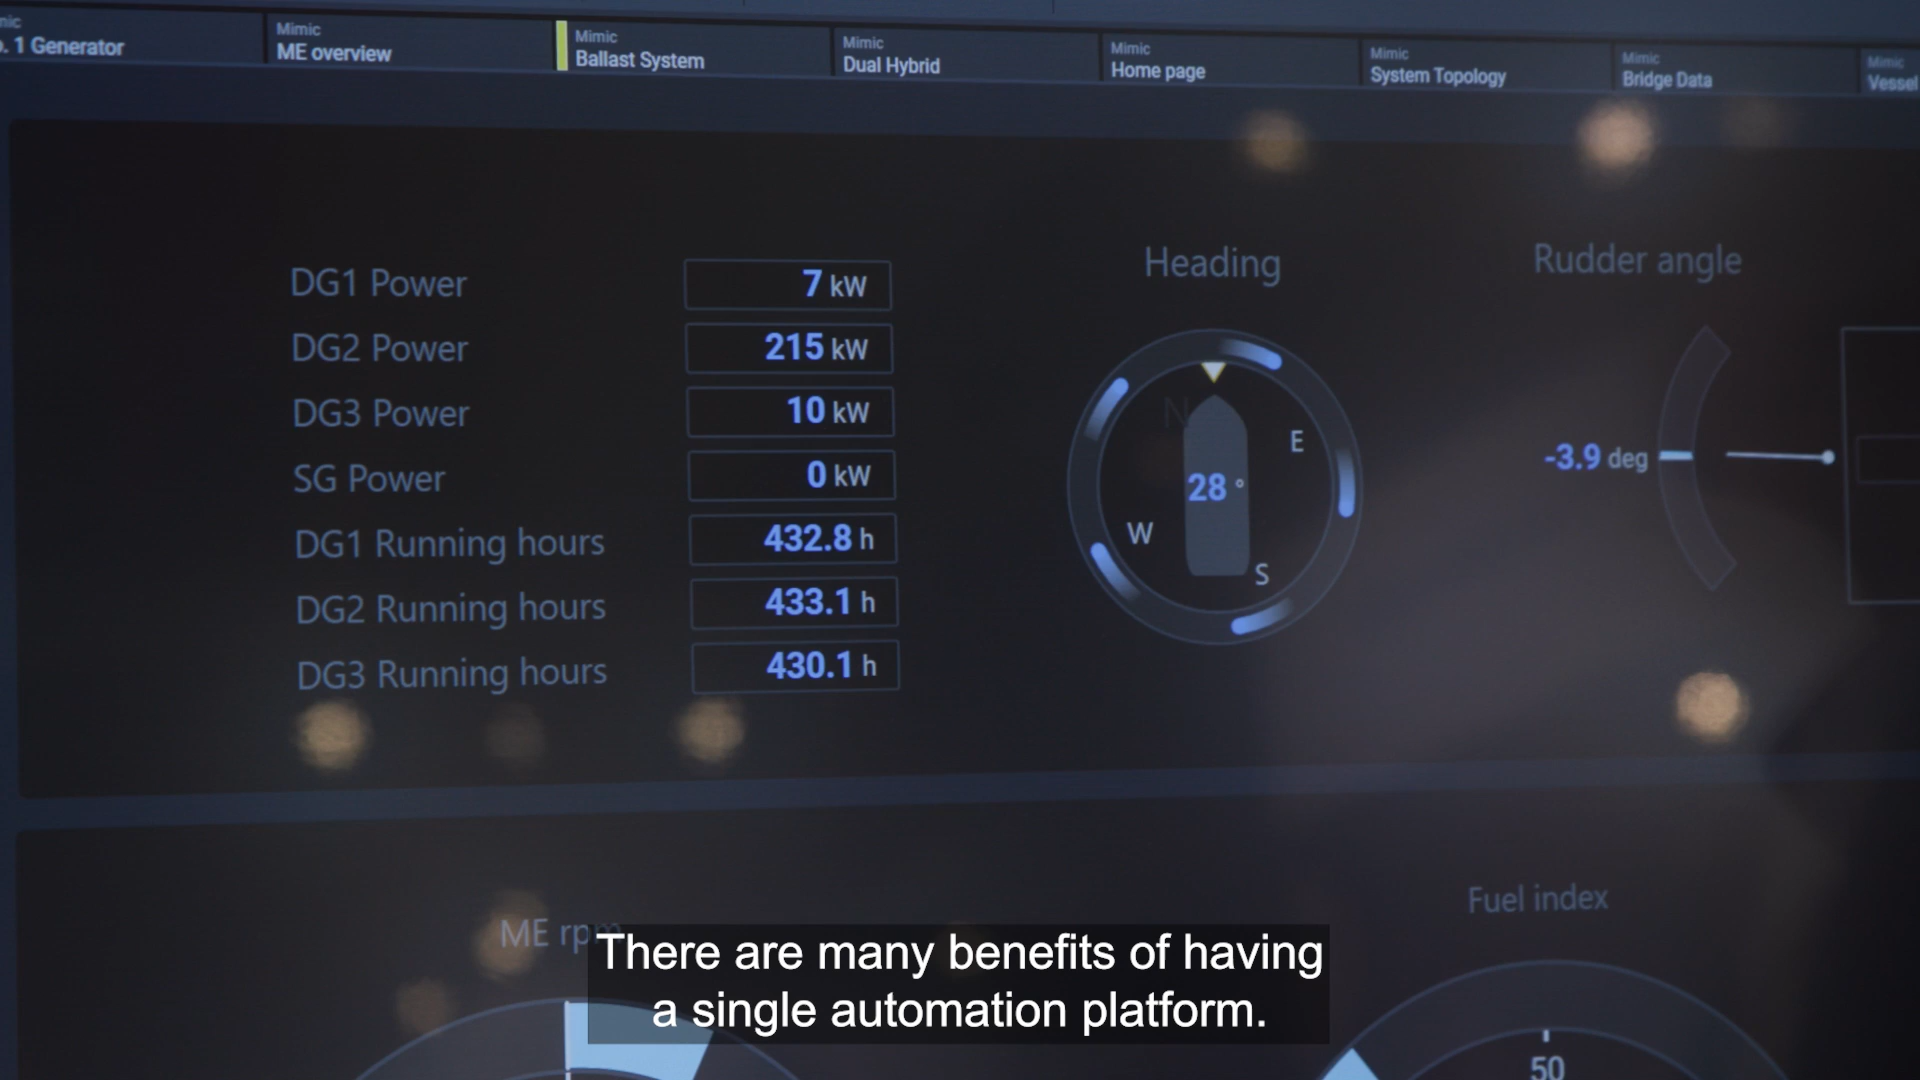 Mimic
. 1 Generator
Mimic
ME overview
Mimic
Ballast System
Mimic
Dual Hybrid
Mimic
Home page
Mimic
System Topology
Mimic
Bridge Data
Mimic
Vessel
DG1 Power 7 kW
DG2 Power 215 kW
DG3 Power 10 kW
SG Power 0 kW
DG1 Running hours 432.8 h
DG2 Running hours 433.1 h
DG3 Running hours 430.1 h
Heading
N
E
28 °
W
S
Rudder angle
-3.9 deg
ME rpm
Fuel index
50
There are many benefits of having
a single automation platform.